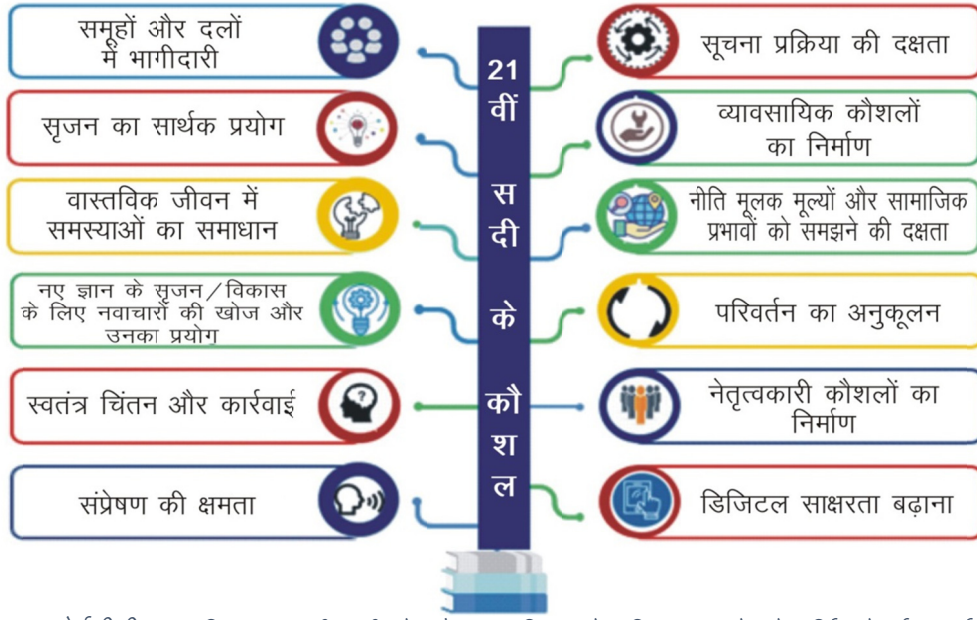 समूहों और दलों
में भागीदारी
सृजन का सार्थक प्रयोग
वास्तविक जीवन में
समस्याओं का समाधान
नए ज्ञान के सृजन/विकास
के लिए नवाचारों की खोज और
उनका प्रयोग
स्वतंत्र चिंतन और कार्रवाई
संप्रेषण की क्षमता
21
वीं
स
दी
के
कौ
श
ल
सूचना प्रक्रिया की दक्षता
व्यावसायिक कौशलों
का निर्माण
नीति मूलक मूल्यों और सामाजिक
प्रभावों को समझने की दक्षता
परिवर्तन का अनुकूलन
नेतृत्वकारी कौशलों का
निर्माण
डिजिटल साक्षरता बढ़ाना